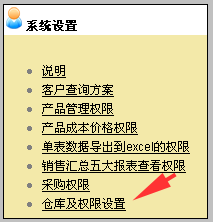 系统设置
说明
客户查询方案
产品管理权限
产品成本价格权限
单表数据导出到excel的权限
销售汇总五大报表查看权限
采购权限
仓库及权限设置